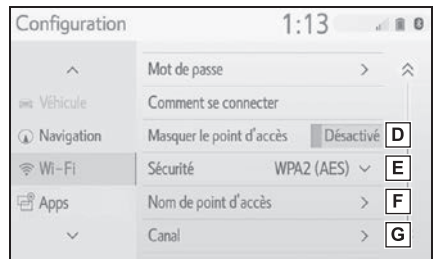 Configuration 1:13
Véhicule
Navigation
Wi-Fi
Apps
Mot de passe
Comment se connecter
Masquer le point d'accès Désactivé D
Sécurité WPA2 (AES) E
Nom de point d'accès F
Canal G